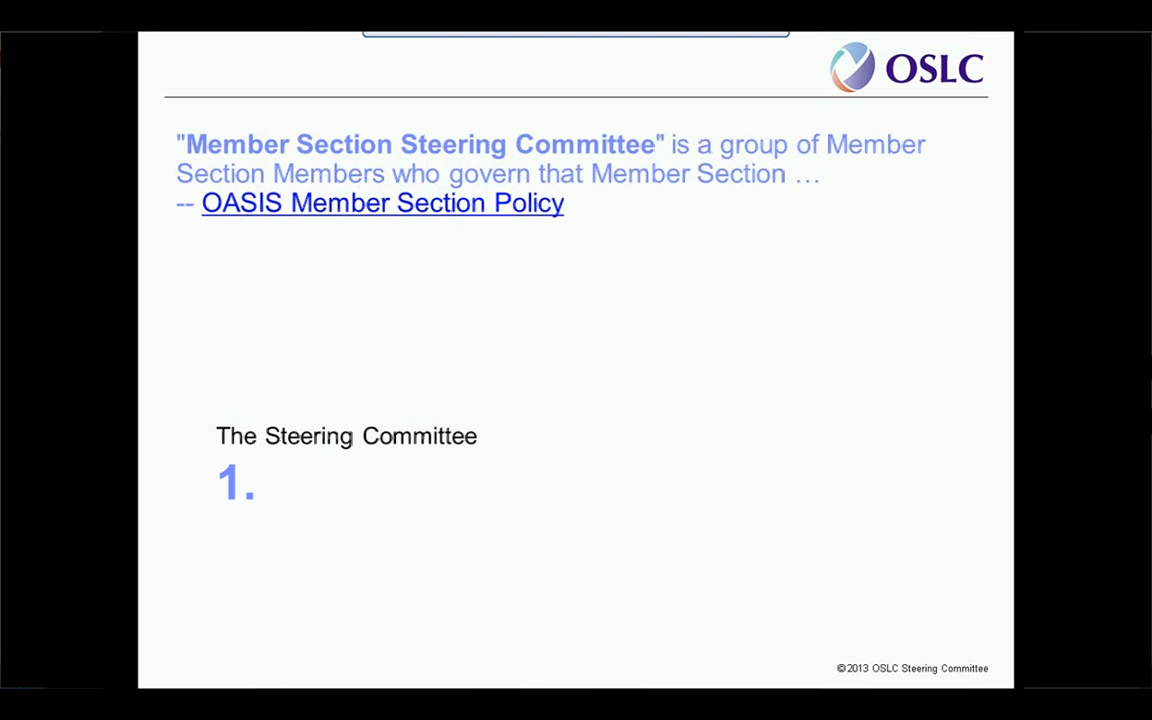 OSLC
"Member Section Steering Committee" is a group of Member
Section Members who govern that Member Section …
-- OASIS Member Section Policy
The Steering Committee
1.
©2013 OSLC Steering Committee